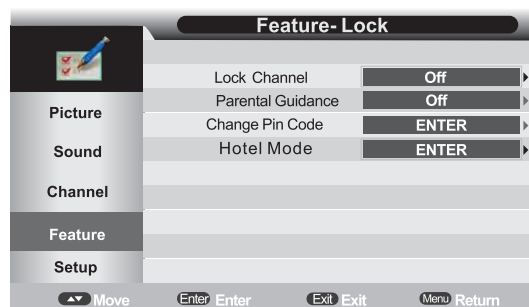 Feature- Lock
Lock Channel Off
Parental Guidance Off
Change Pin Code ENTER
Hotel Mode ENTER
Picture
Sound
Channel
Feature
Setup
Move Enter Enter Exit Exit Menu Return